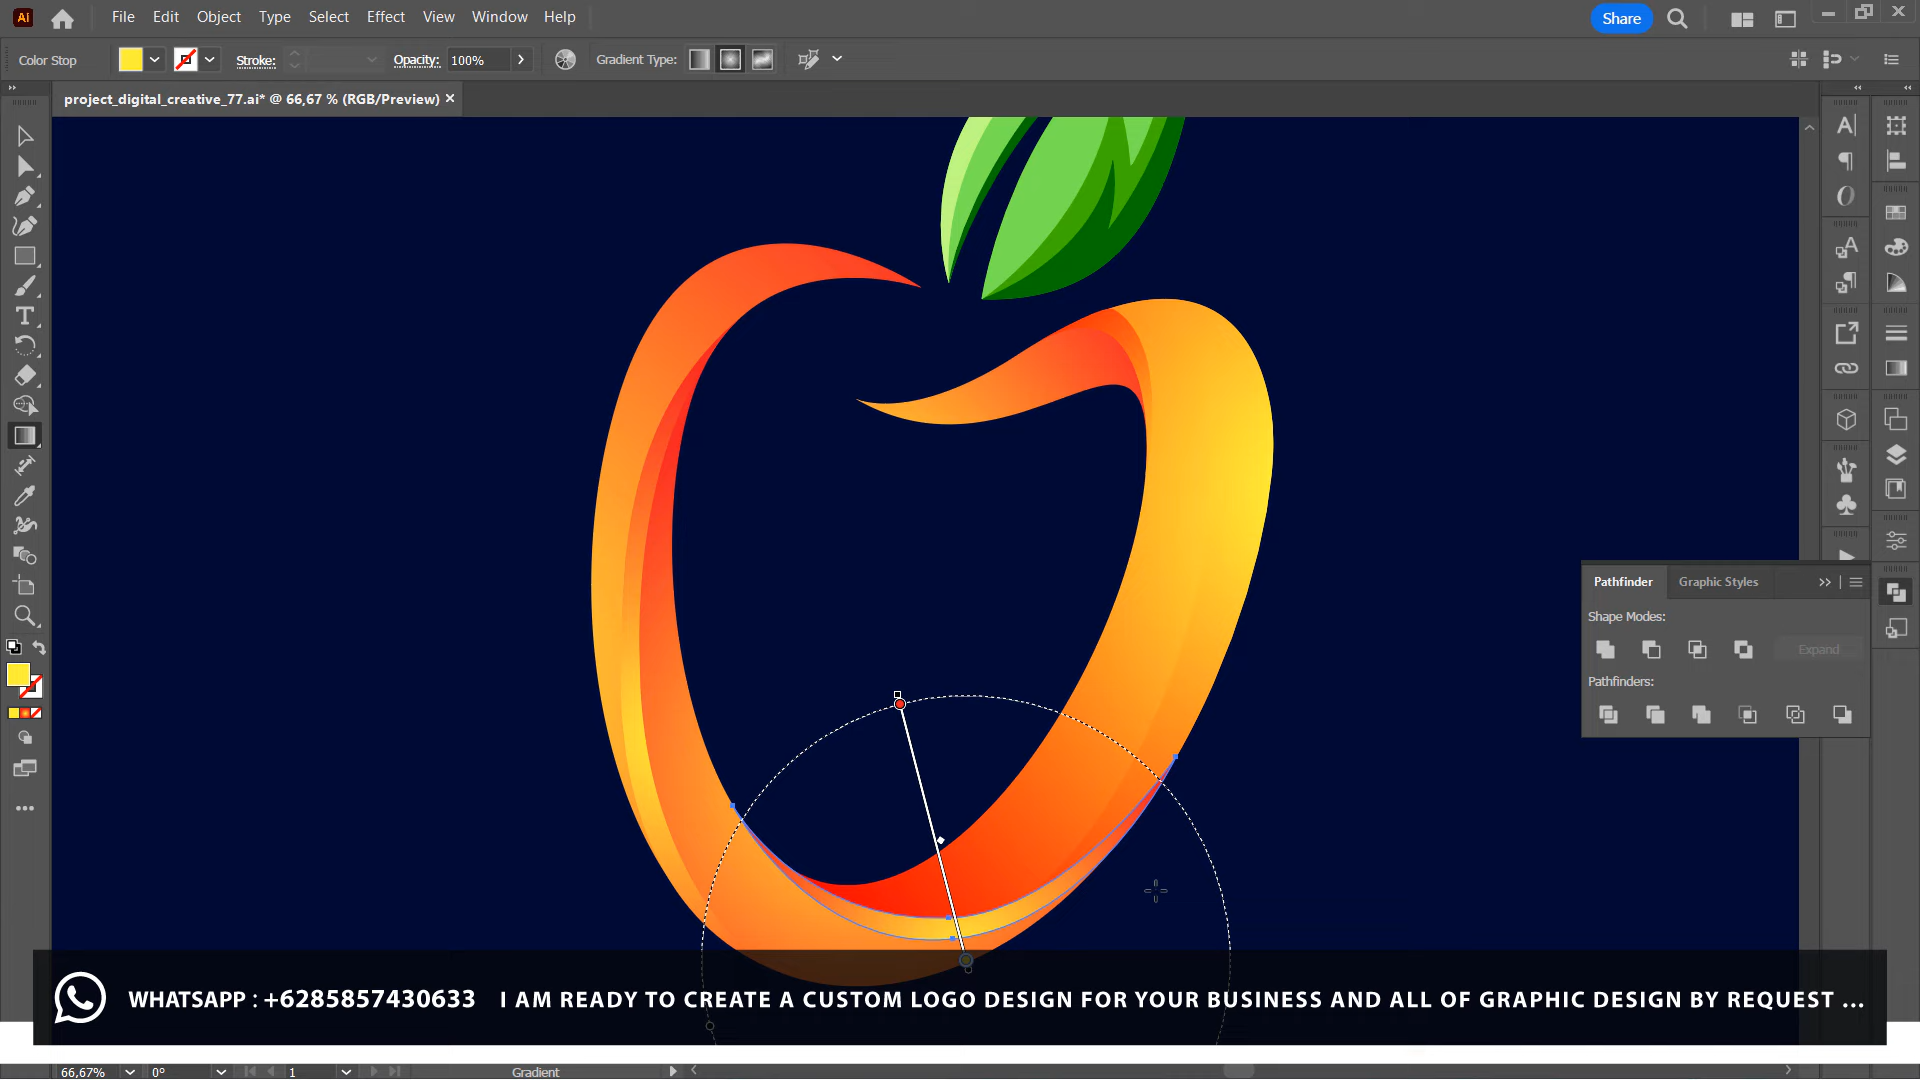 Ai File Edit Object Type Select Effect View Window Help Share
Color Stop Stroke: Opacity: 100% Gradient Type:
project_digital_creative_77.ai* @ 66,67 % (RGB/Preview)
Pathfinder Graphic Styles
Shape Modes:
Expand
Pathfinders:
WHATSAPP : +6285857430633 I AM READY TO CREATE A CUSTOM LOGO DESIGN FOR YOUR BUSINESS AND ALL OF GRAPHIC DESIGN BY REQUEST ...
66,67% 0° 1 Gradient